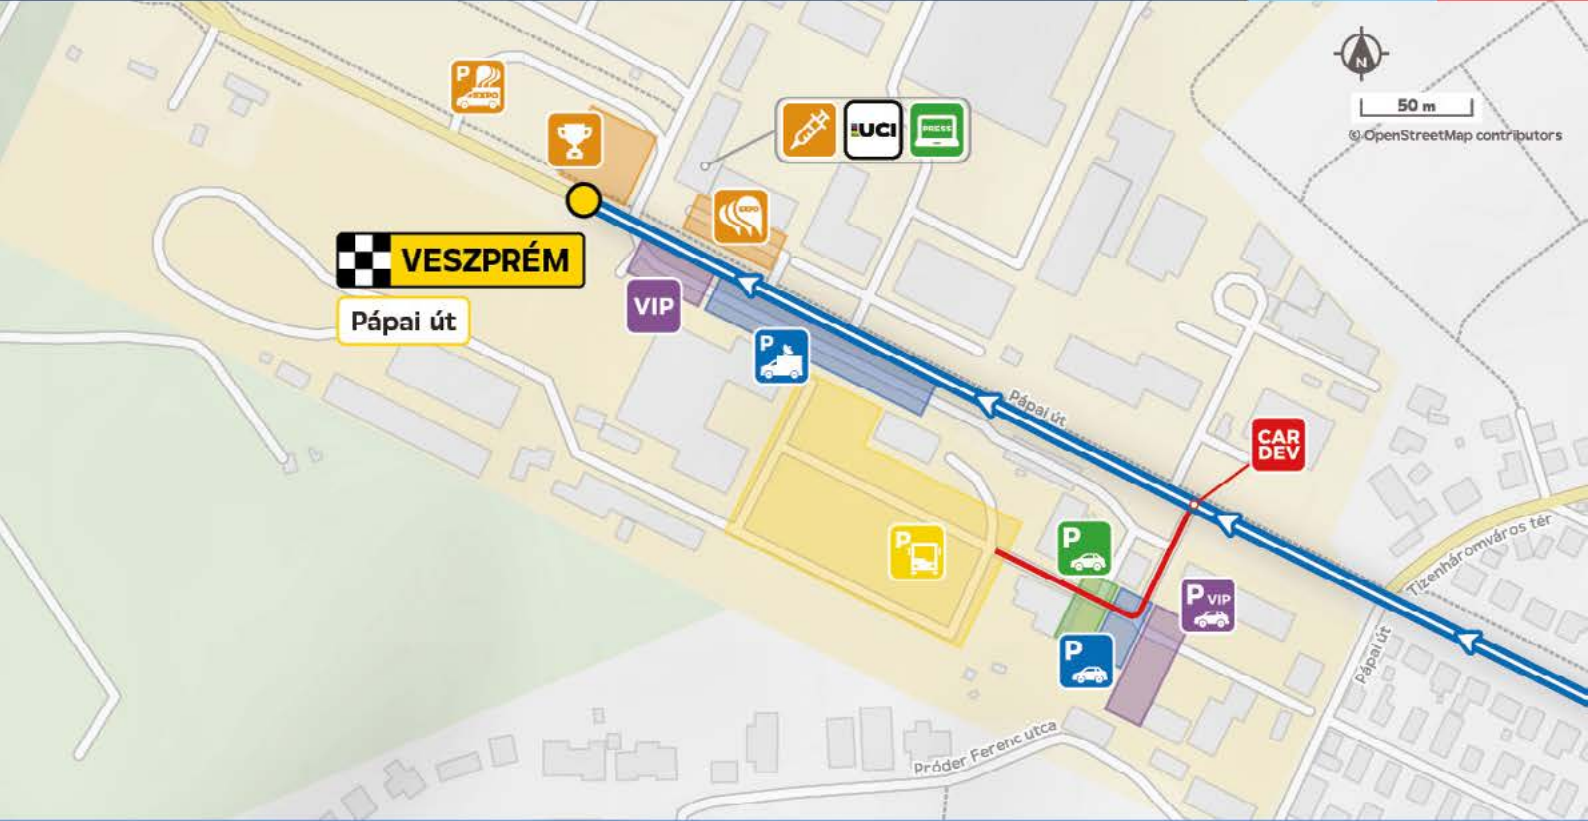 P
EXPO
UCI
PRESS
N
50 m
© OpenStreetMap contributors
EXPO
VESZPRÉM
Pápai út
VIP
P
Pápai út
CAR
DEV
P
P
P VIP
P
Tizenháromváros tér
Pápai út
Próder Ferenc utca